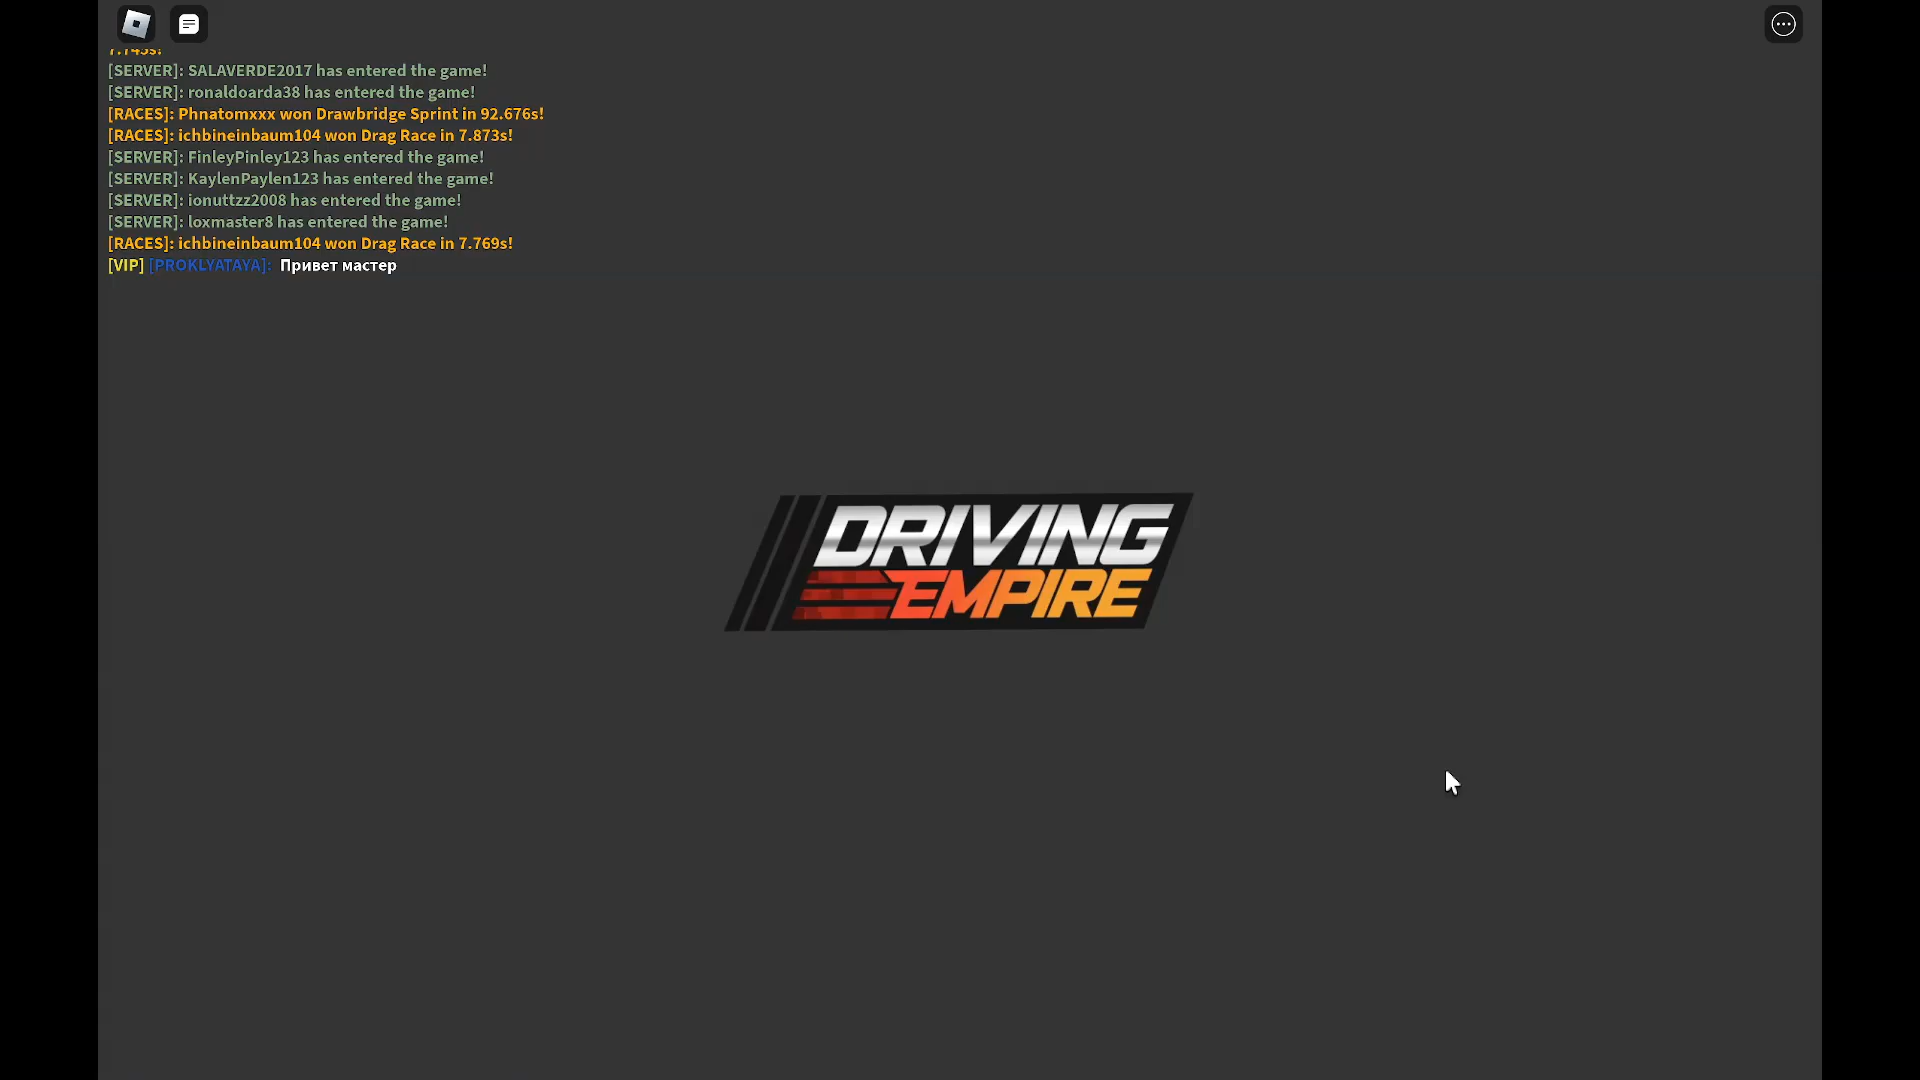 [SERVER]: SALAVERDE2017 has entered the game!
[SERVER]: ronaldoarda38 has entered the game!
[RACES]: Phnatomxxx won Drawbridge Sprint in 92.676s!
[RACES]: ichbineinbaum104 won Drag Race in 7.873s!
[SERVER]: FinleyPinley123 has entered the game!
[SERVER]: KaylenPaylen123 has entered the game!
[SERVER]: ionuttzz2008 has entered the game!
[SERVER]: loxmaster8 has entered the game!
[RACES]: ichbineinbaum104 won Drag Race in 7.769s!
[VIP] [PROKLYATAYA]: Привет мастер
DRIVING
EMPIRE